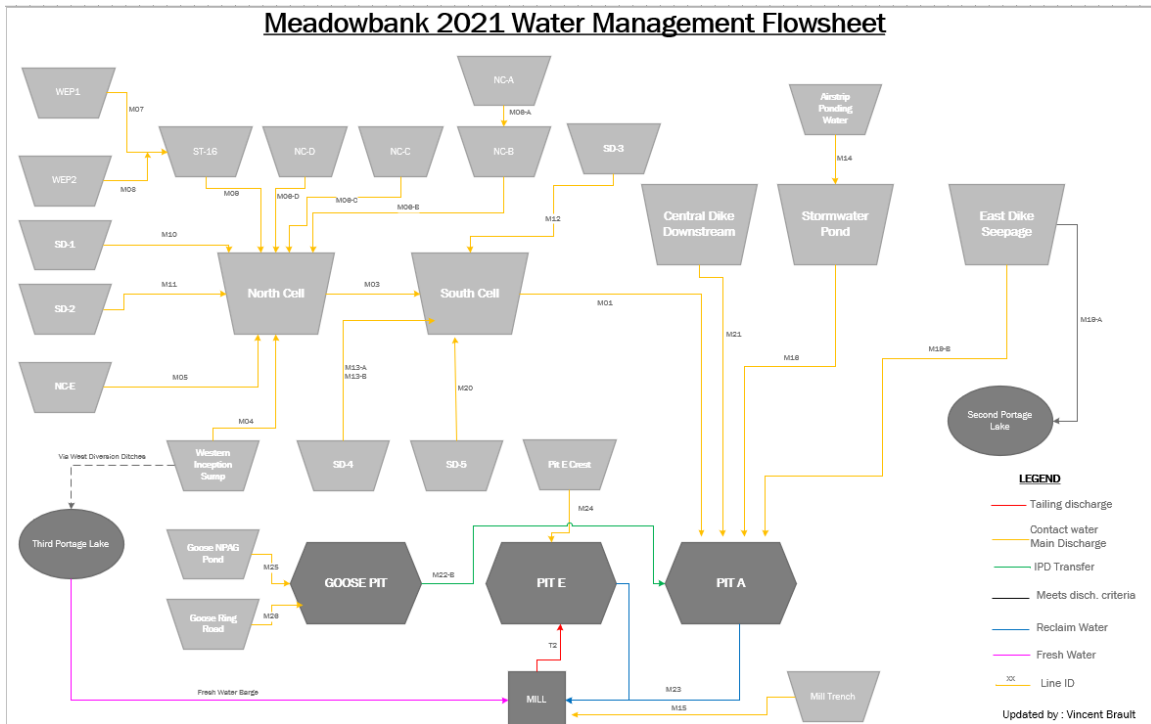 Meadowbank 2021 Water Management Flowsheet
WEP1
M07
WEP2
M08
ST-16
M09
NC-D
M08-D
NC-C
M08-C
NC-A
M08-A
NC-B
M08-B
SD-3
M12
Airstrip
Ponding
Water
M14
Central Dike
Downstream
M21
Stormwater
Pond
M18
East Dike
Seepage
M19-A
M19-B
SD-1
M10
SD-2
M11
NC-E
M05
North Cell
M03
South Cell
M01
M04
M13-A
M13-B
M20
Western
Inception
Sump
Via West Diversion Ditches
SD-4
SD-5
Pit E Crest
M24
Second Portage
Lake
Third Portage Lake
Goose NPAG
Pond
M25
Goose Ring
Road
M26
GOOSE PIT
M22-B
PIT E
PIT A
T2
MILL
Fresh Water Barge
M23
M15
Mill Trench
LEGEND
Tailing discharge
Contact water
Main Discharge
IPD Transfer
Meets disch. criteria
Reclaim Water
Fresh Water
XX
Line ID
Updated by : Vincent Brault